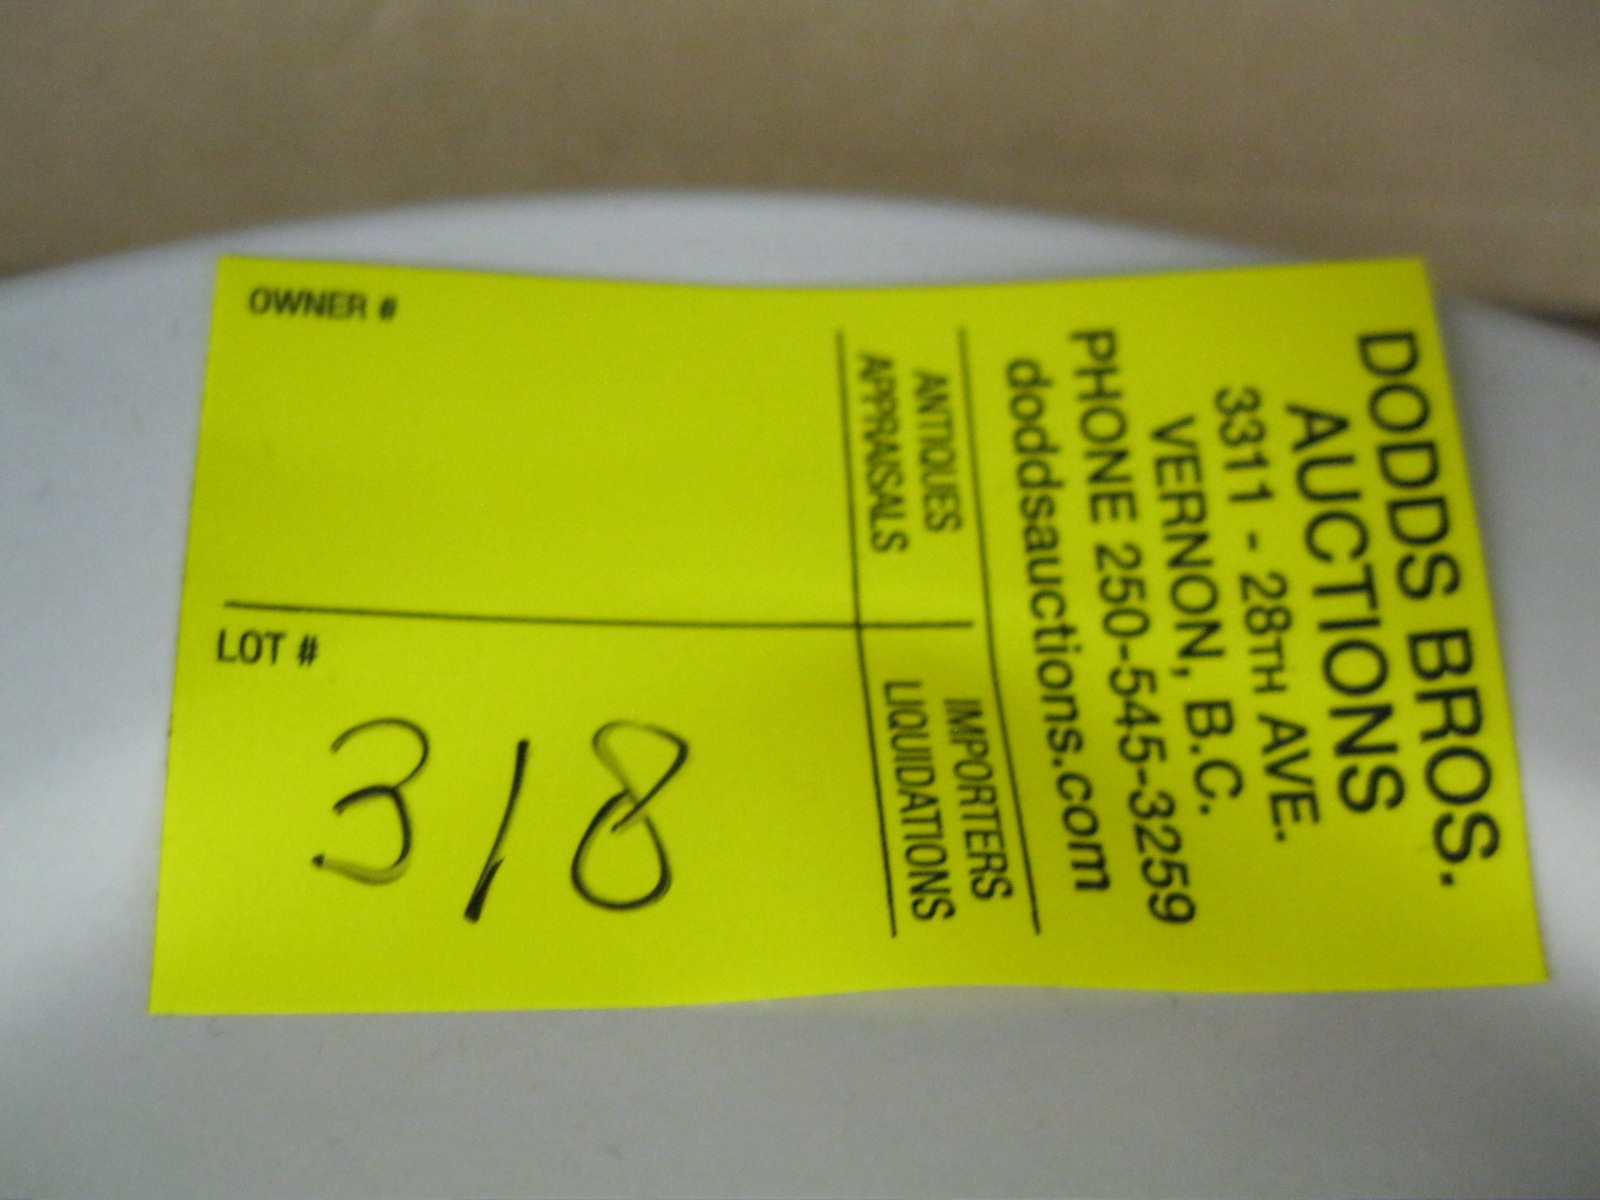 OWNER #
LOT #
318
DODDS BROS.
AUCTIONS
3311 - 28TH AVE.
VERNON, B.C.
PHONE 250-545-3259
doddsauctions.com
ANTIQUES
APPRAISALS
IMPORTERS
LIQUIDATIONS